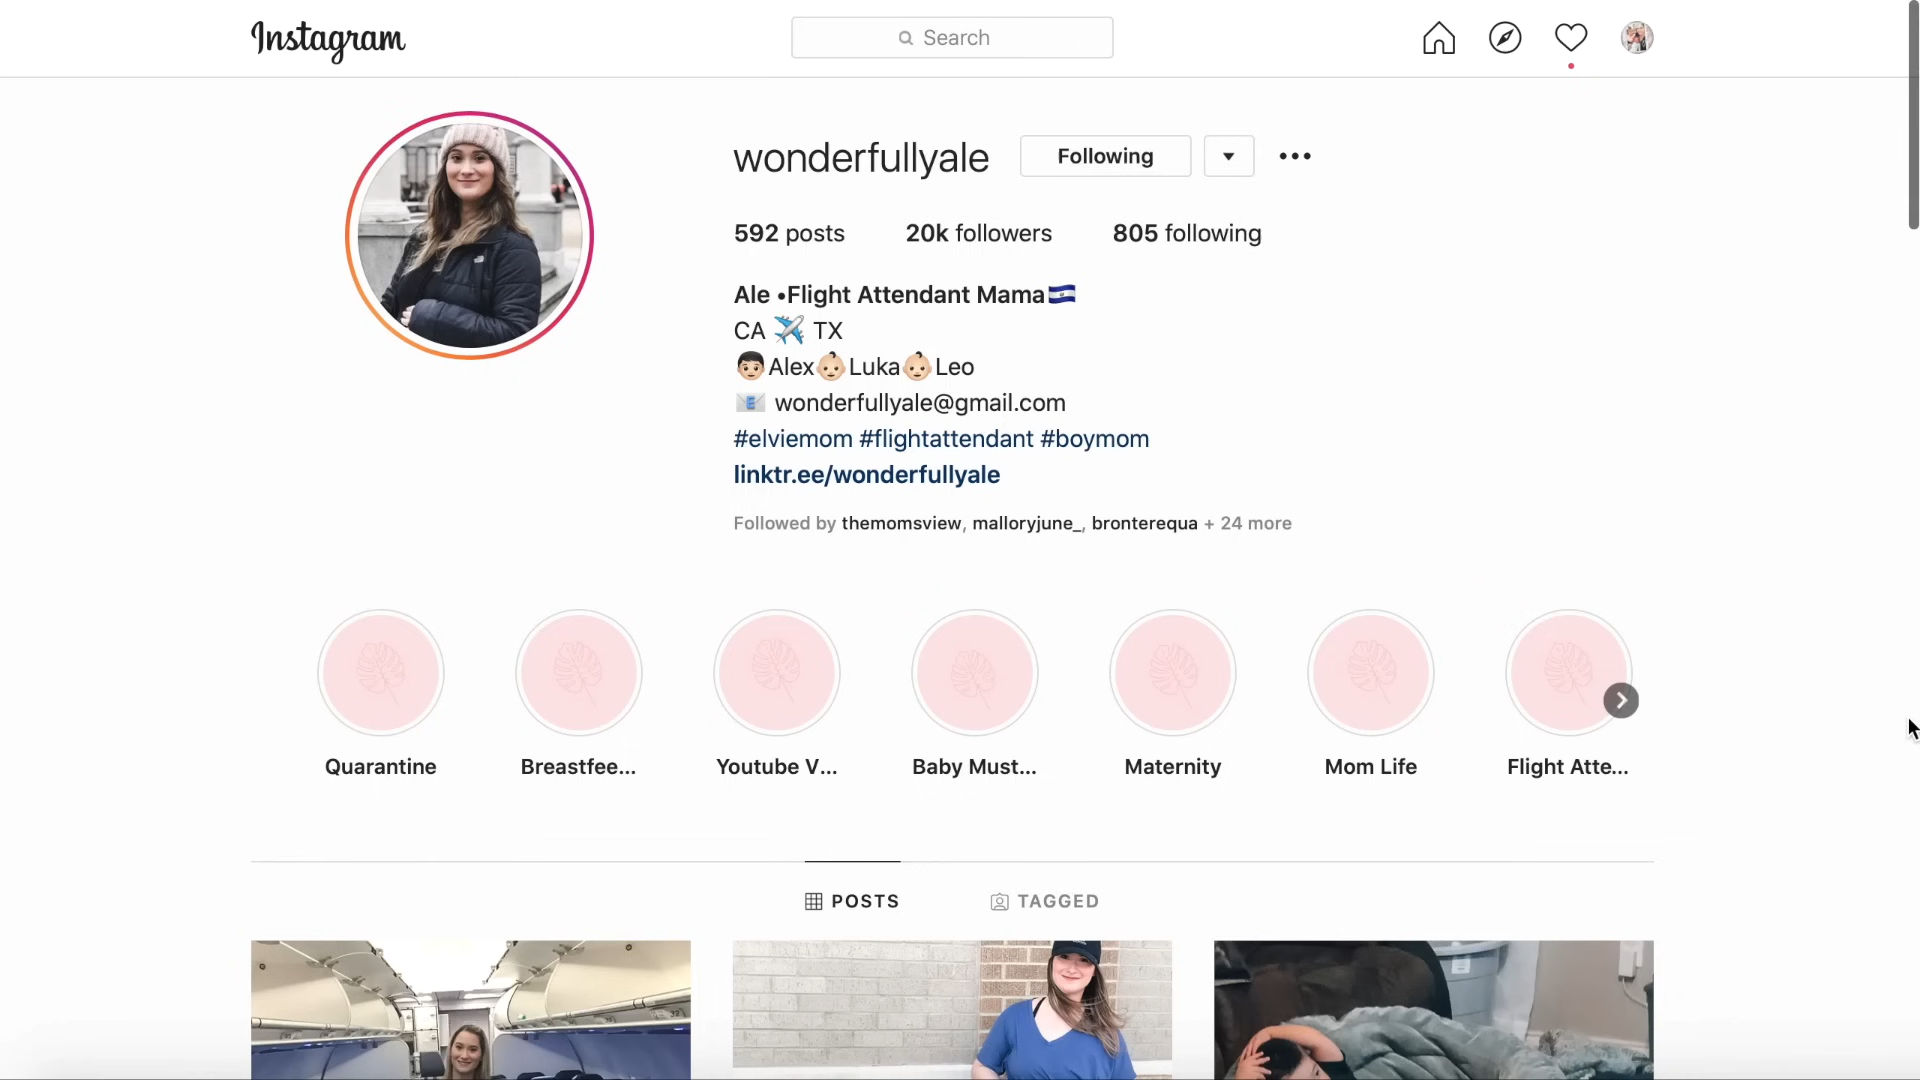 Instagram
Search
wonderfullyale
Following
592 posts 20k followers 805 following
Ale •Flight Attendant Mama🇸🇻
CA ✈️ TX
👦🏻Alex👶🏻Luka👶🏻Leo
📧 wonderfullyale@gmail.com
#elviemom #flightattendant #boymom
linktr.ee/wonderfullyale
Followed by themomsview, malloryjune_, bronterequa + 24 more
Quarantine Breastfee... Youtube V... Baby Must... Maternity Mom Life Flight Atte...
POSTS TAGGED